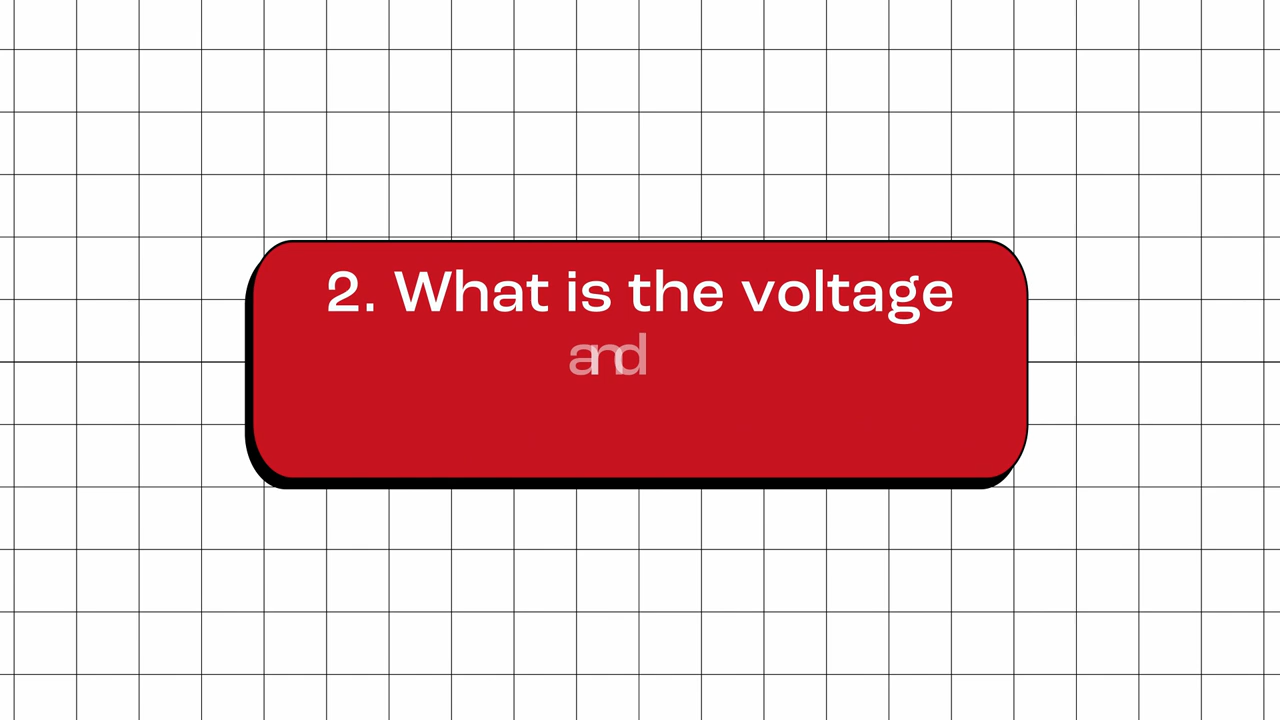 2. What is the voltage
and